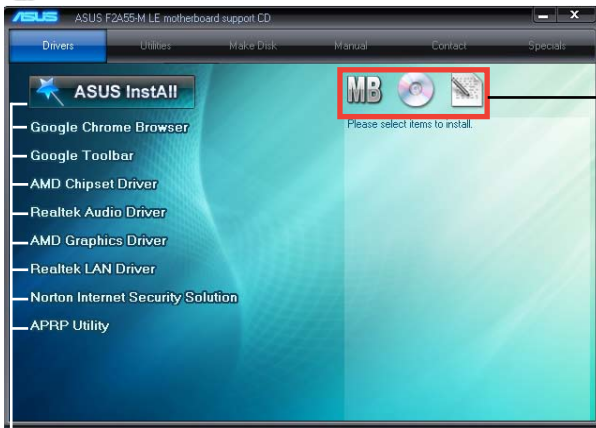 ASUS ASUS F2A55-M LE motherboard support CD
Drivers Utilities Make Disk Manual Contact Specials
ASUS InstAll
MB
Please select items to install.
Google Chrome Browser
Google Toolbar
AMD Chipset Driver
Realtek Audio Driver
AMD Graphics Driver
Realtek LAN Driver
Norton Internet Security Solution
APRP Utility